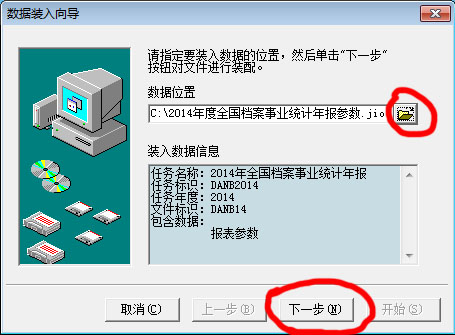 数据装入向导
请指定要装入数据的位置，然后单击“下一步”
按钮对文件进行装配。
数据位置
C:\2014年度全国档案事业统计年报参数.jio
装入数据信息
任务名称：2014年全国档案事业统计年报
任务标识：DANB2014
任务年度：2014
文件标识：DANB14
包含数据：
报表参数
取消(C)
上一步(B)
下一步(N)
开始(S)